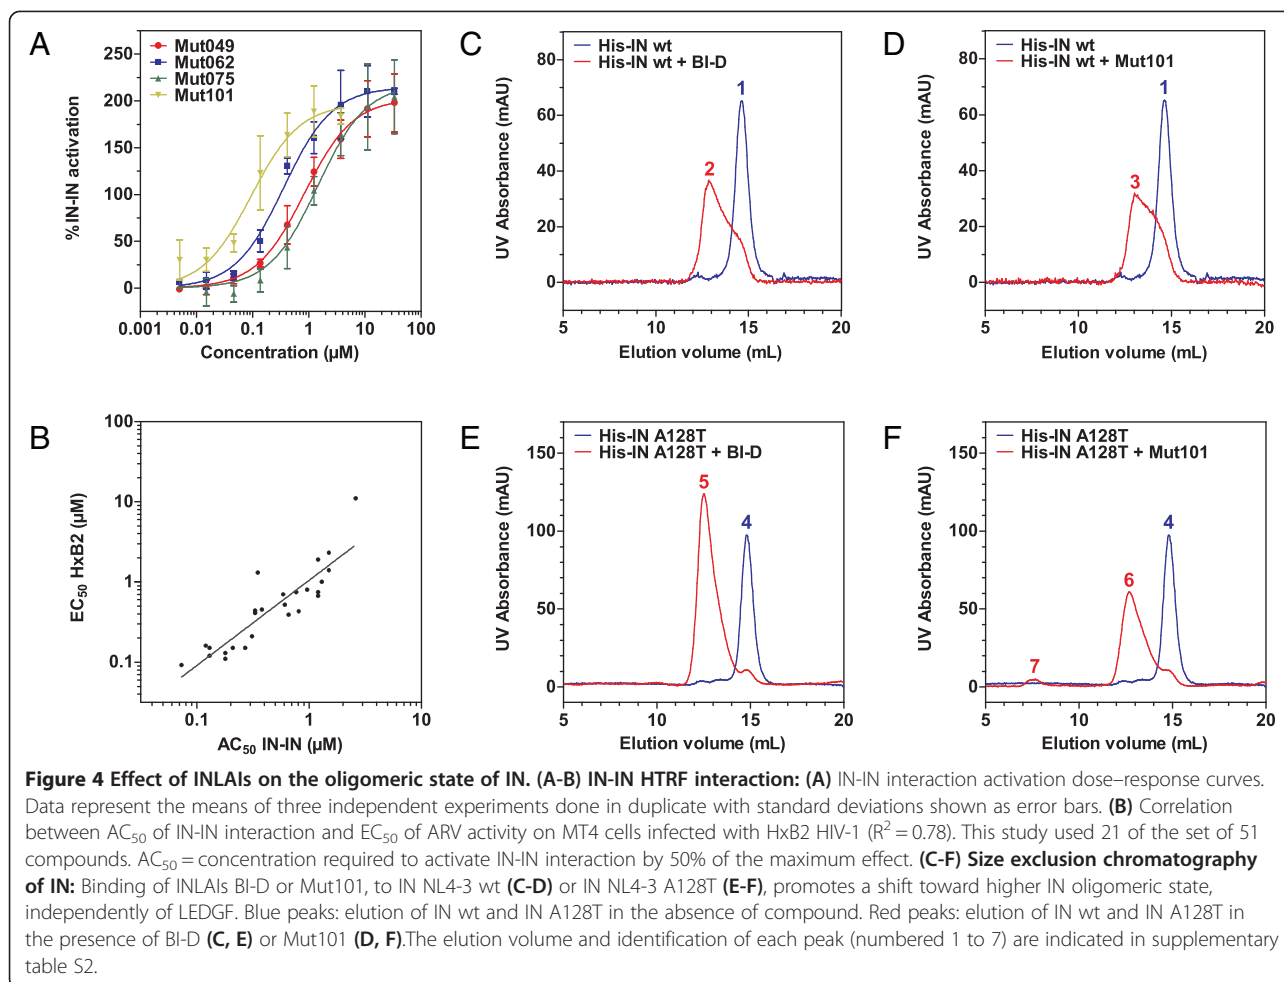 A
Mut049
Mut062
Mut075
Mut101
%IN-IN activation
250
200
150
100
50
0
0.001 0.01 0.1 1 10 100
Concentration (µM)
C
His-IN wt
His-IN wt + BI-D
UV Absorbance (mAU)
80
60
40
20
0
1
2
5 10 15 20
Elution volume (mL)
D
His-IN wt
His-IN wt + Mut101
UV Absorbance (mAU)
80
60
40
20
0
1
3
5 10 15 20
Elution volume (mL)
B
EC50 HxB2 (µM)
100
10
1
0.1
0.1 1 10
AC50 IN-IN (µM)
E
His-IN A128T
His-IN A128T + BI-D
UV Absorbance (mAU)
150
100
50
0
5
4
5 10 15 20
Elution volume (mL)
F
His-IN A128T
His-IN A128T + Mut101
UV Absorbance (mAU)
150
100
50
0
4
6
7
5 10 15 20
Elution volume (mL)
Figure 4 Effect of INLAIs on the oligomeric state of IN. (A-B) IN-IN HTRF interaction: (A) IN-IN interaction activation dose–response curves.
Data represent the means of three independent experiments done in duplicate with standard deviations shown as error bars. (B) Correlation
between AC50 of IN-IN interaction and EC50 of ARV activity on MT4 cells infected with HxB2 HIV-1 (R2 = 0.78). This study used 21 of the set of 51
compounds. AC50 = concentration required to activate IN-IN interaction by 50% of the maximum effect. (C-F) Size exclusion chromatography
of IN: Binding of INLAIs BI-D or Mut101, to IN NL4-3 wt (C-D) or IN NL4-3 A128T (E-F), promotes a shift toward higher IN oligomeric state,
independently of LEDGF. Blue peaks: elution of IN wt and IN A128T in the absence of compound. Red peaks: elution of IN wt and IN A128T in
the presence of BI-D (C, E) or Mut101 (D, F).The elution volume and identification of each peak (numbered 1 to 7) are indicated in supplementary
table S2.